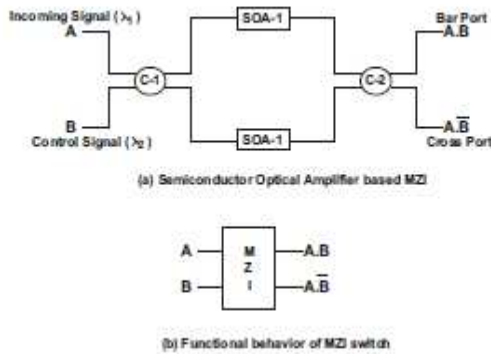 Incoming Signal (λ₁)
A
SOA-1
Bar Port
A.B
C-1
C-2
B
Control Signal (λ₂)
SOA-1
A.B̅
Cross Port
(a) Semiconductor Optical Amplifier based MZI
A
B
M
Z
I
A.B
A.B̅
(b) Functional behavior of MZI switch